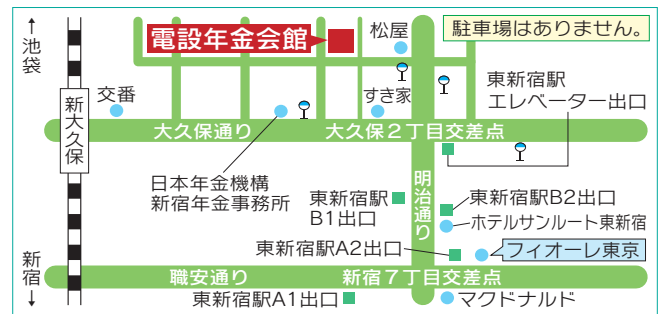 ↑池袋
電設年金会館
松屋
駐車場はありません。
交番
すき家
東新宿駅
エレベーター出口
新大久保
大久保通り
大久保2丁目交差点
日本年金機構
新宿年金事務所
東新宿駅
B1出口
明治通り
東新宿駅B2出口
ホテルサンルート東新宿
東新宿駅A2出口
フィオーレ東京
新宿↓
職安通り
新宿7丁目交差点
東新宿駅A1出口
マクドナルド